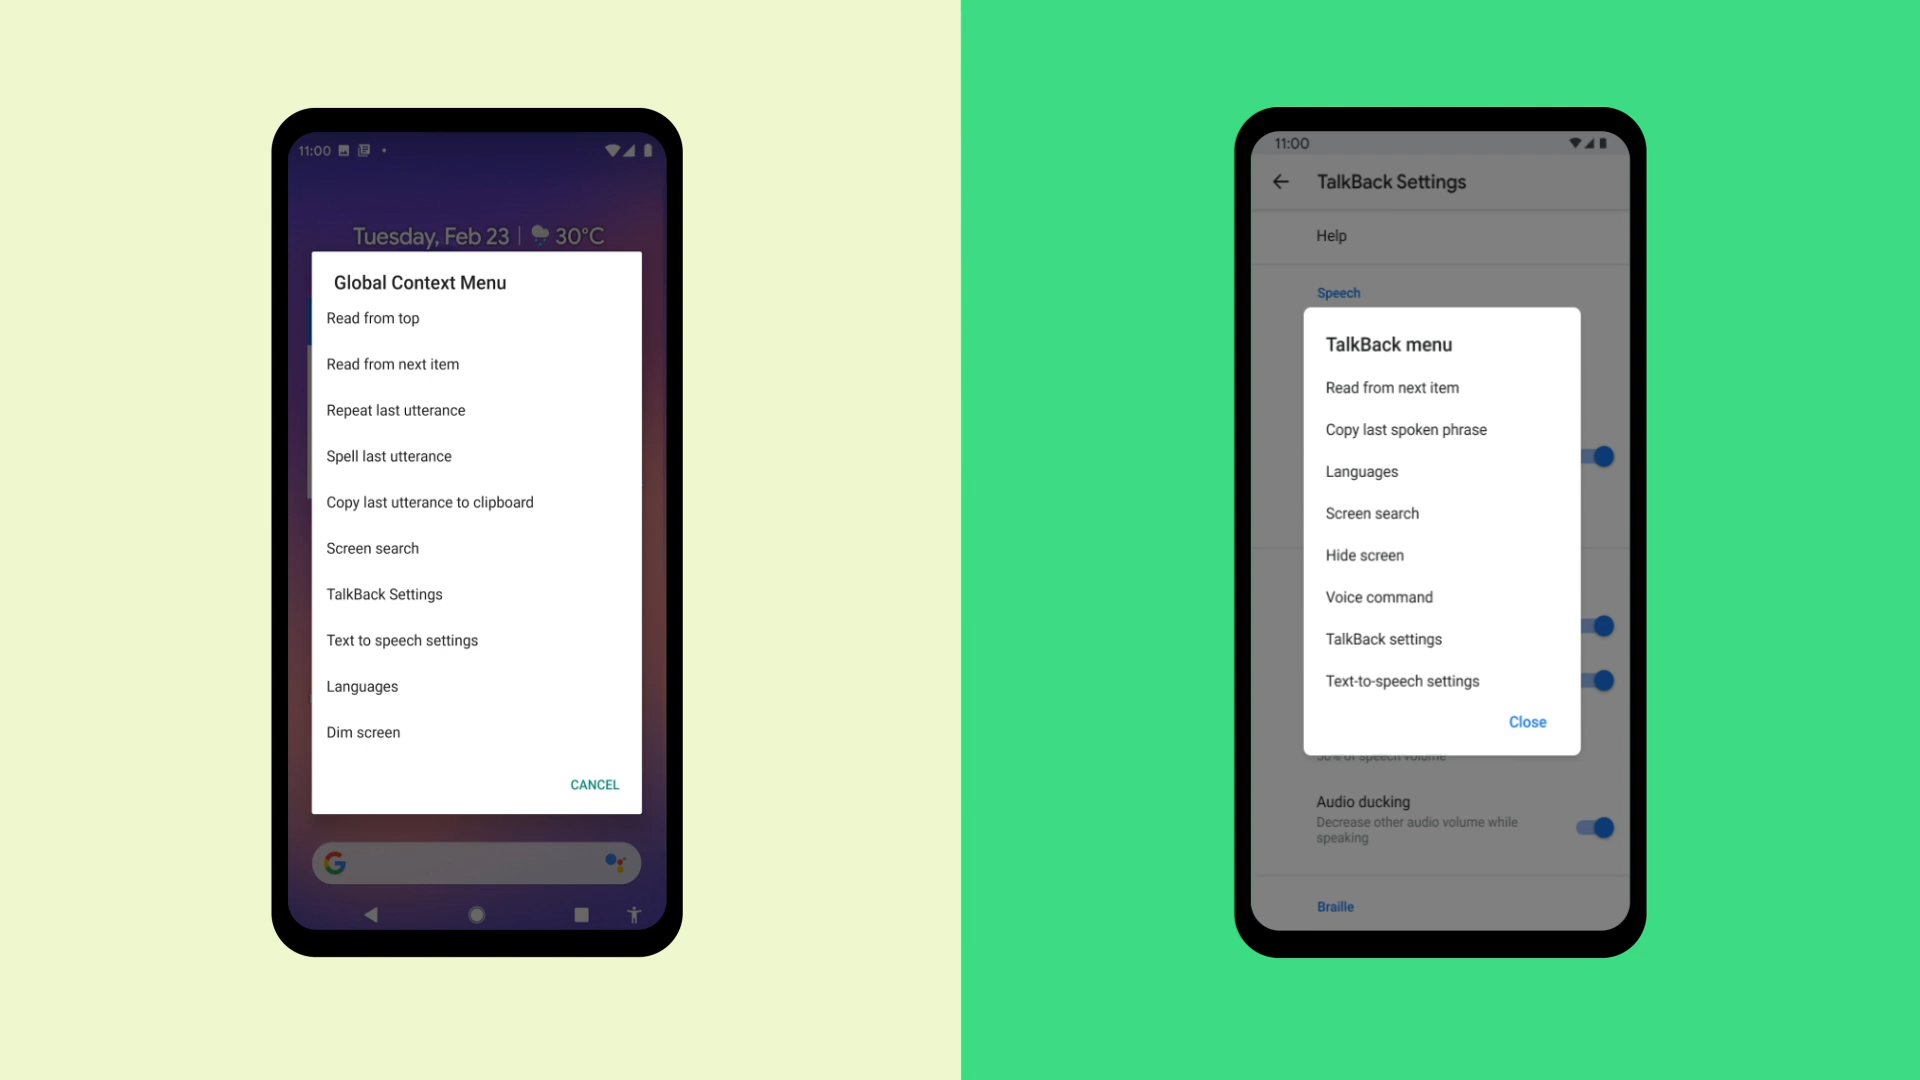 11:00
Tuesday, Feb 23 | 30°C
Global Context Menu
Read from top
Read from next item
Repeat last utterance
Spell last utterance
Copy last utterance to clipboard
Screen search
TalkBack Settings
Text to speech settings
Languages
Dim screen
CANCEL
11:00
TalkBack Settings
Help
Speech
TalkBack menu
Read from next item
Copy last spoken phrase
Languages
Screen search
Hide screen
Voice command
TalkBack settings
Text-to-speech settings
Close
of speech volume
Audio ducking
Decrease other audio volume while
speaking
Braille